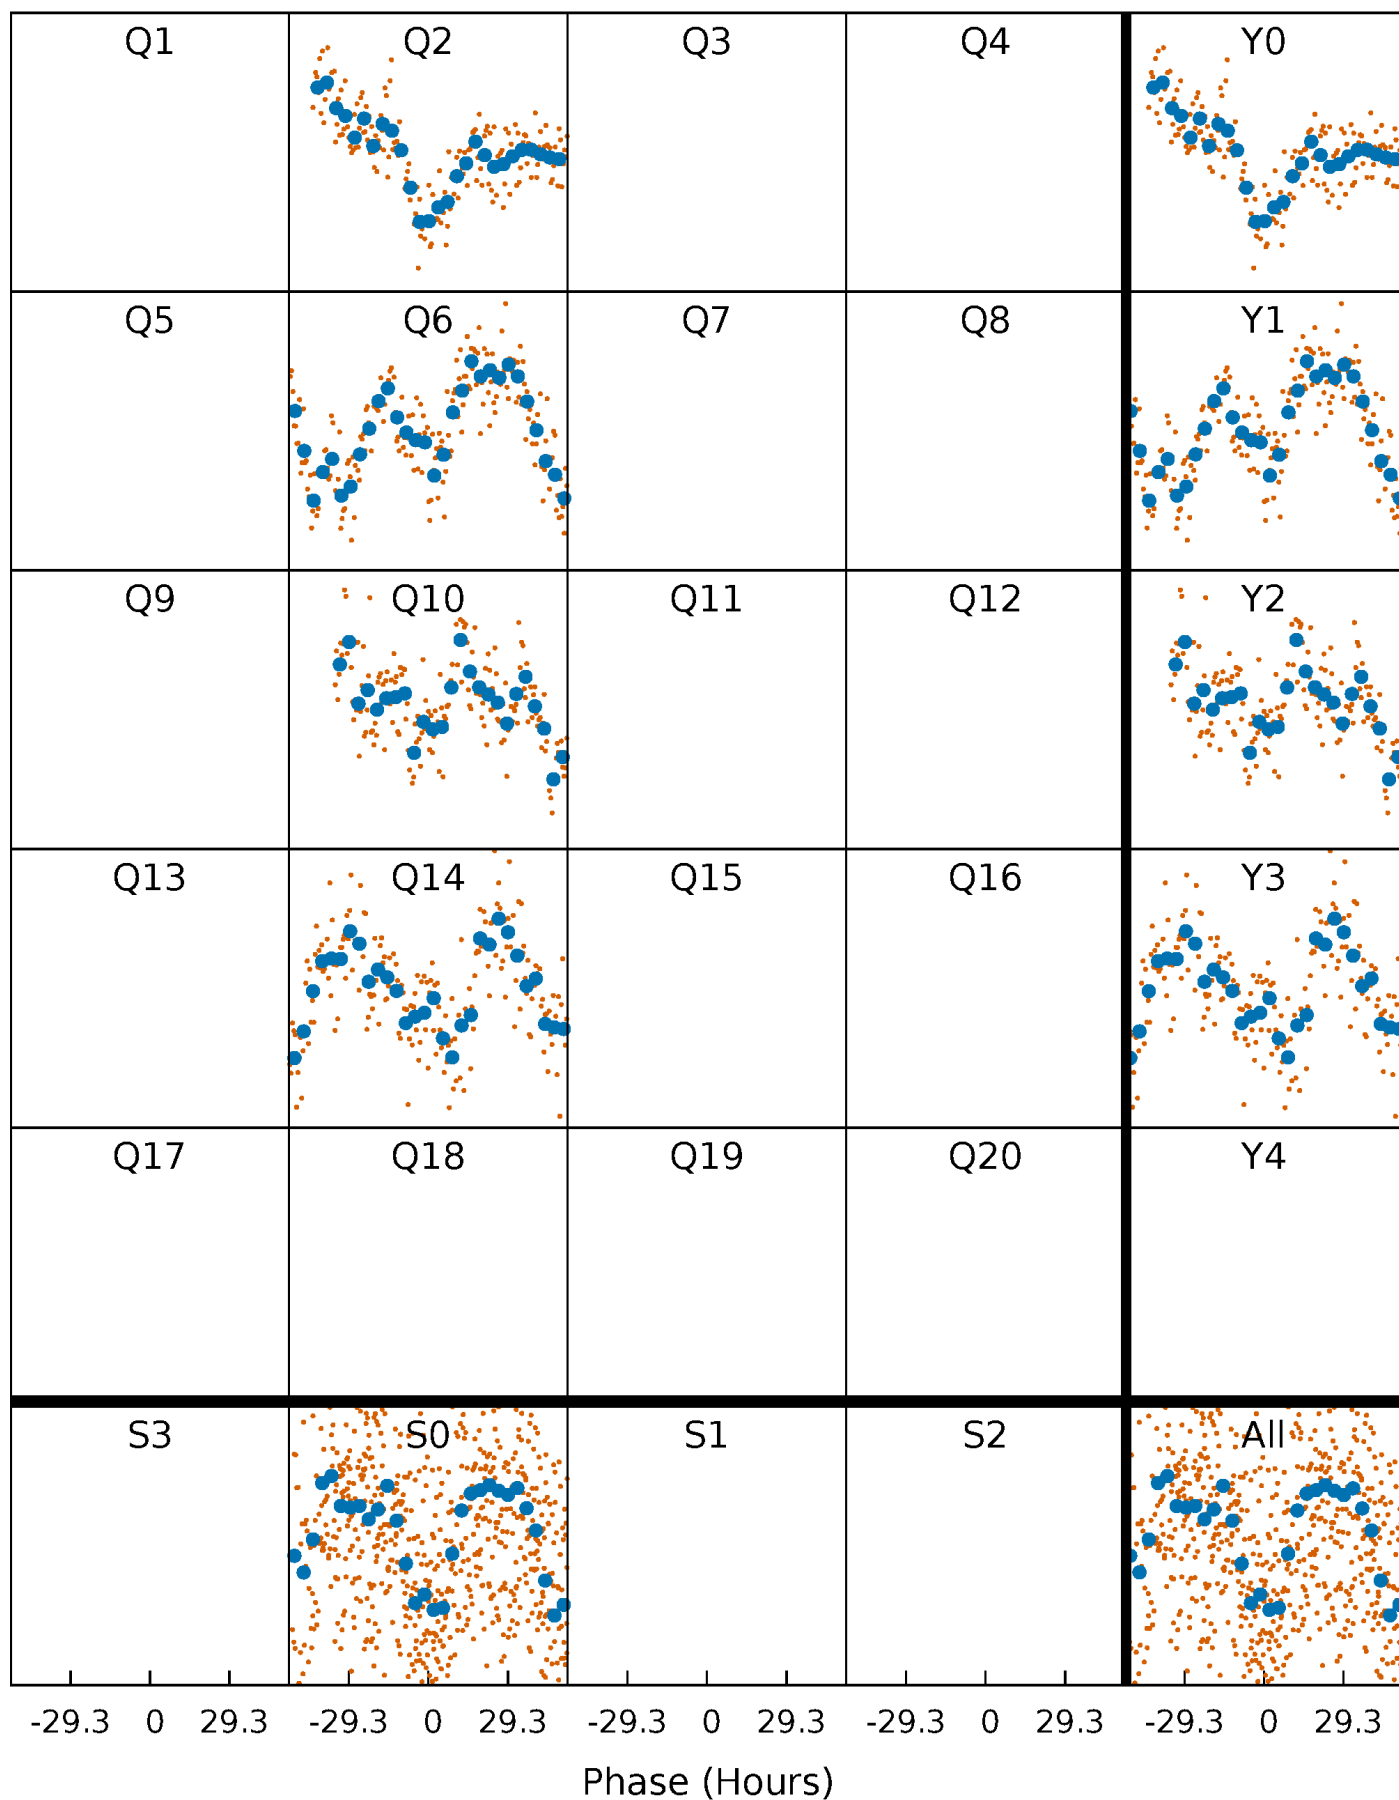 Q1 Q2 Q3 Q4 Y0
Q5 Q6 Q7 Q8 Y1
Q9 Q10 Q11 Q12 Y2
Q13 Q14 Q15 Q16 Y3
Q17 Q18 Q19 Q20 Y4
S3 S0 S1 S2 All
-29.3 0 29.3 -29.3 0 29.3 -29.3 0 29.3 -29.3 0 29.3 -29.3 0 29.3
Phase (Hours)